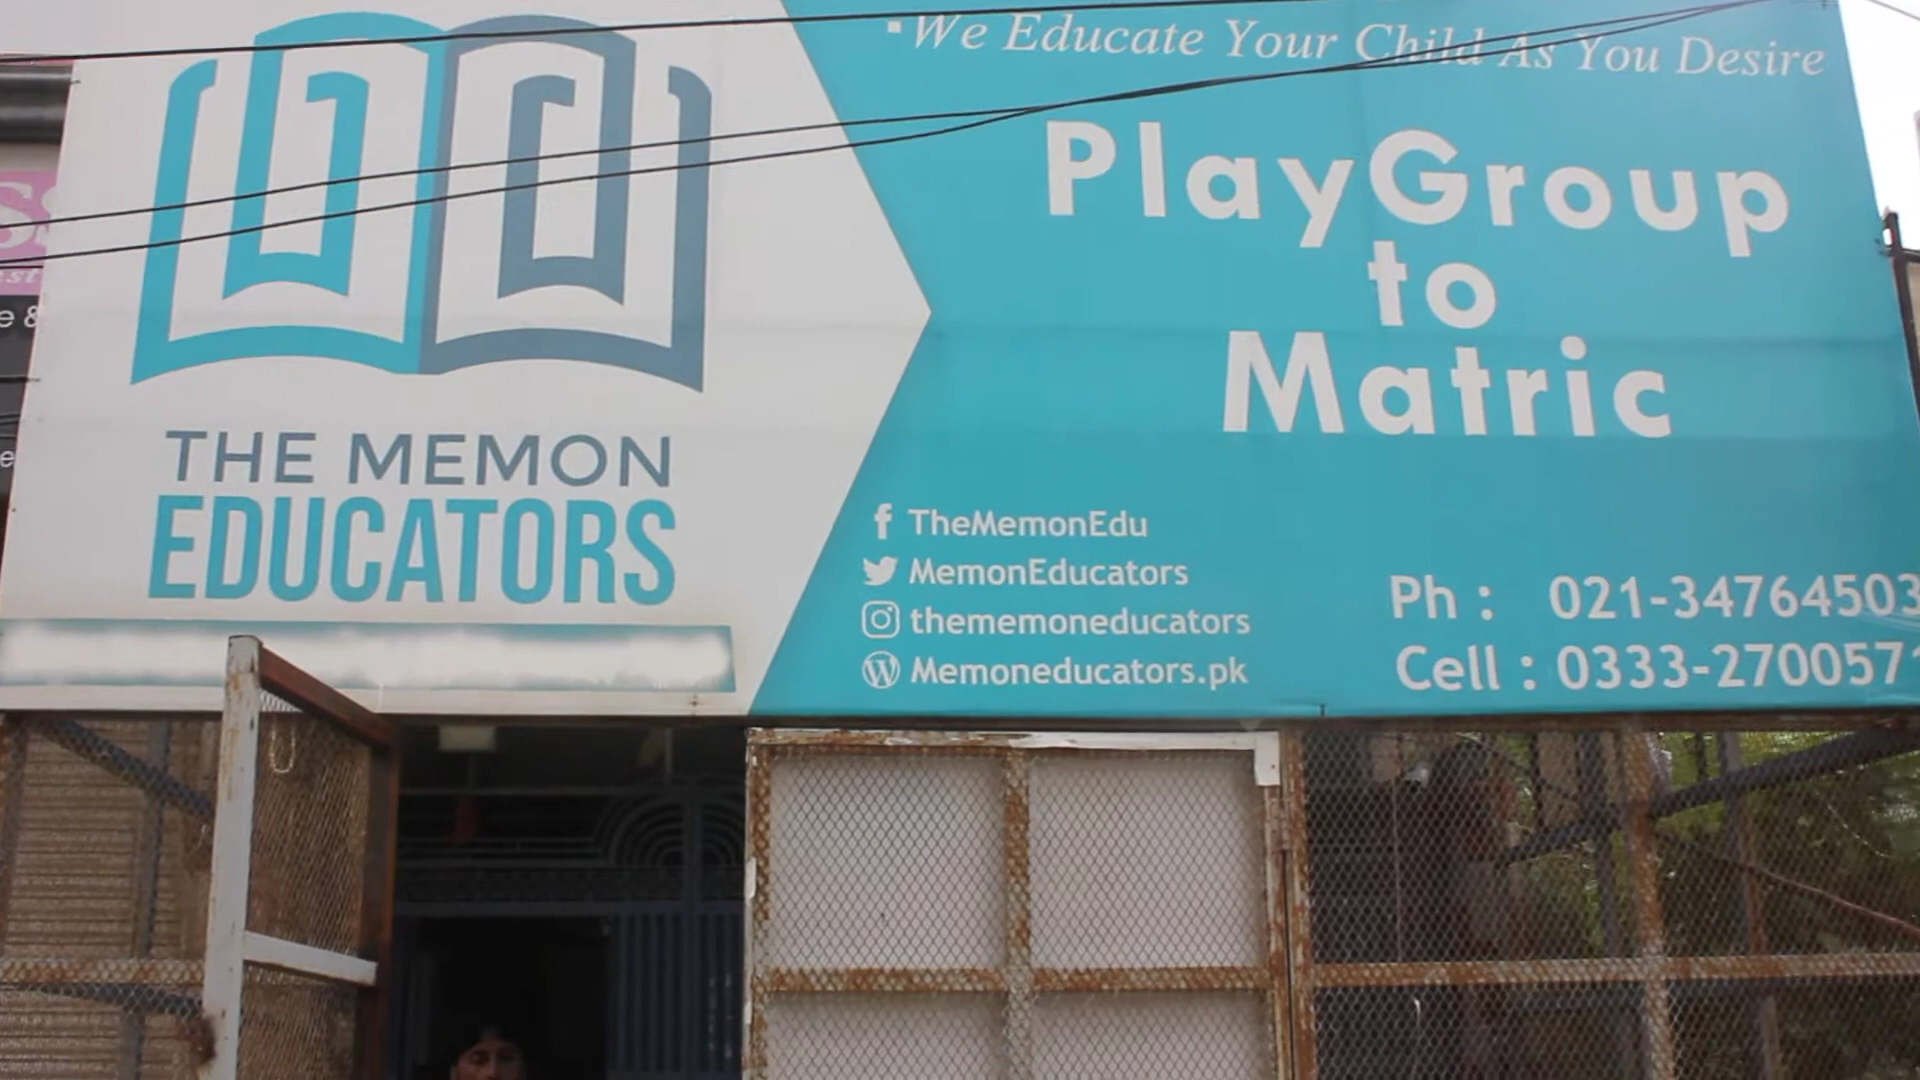 We Educate Your Child As You Desire
PlayGroup
to
Matric
THE MEMON
EDUCATORS
TheMemonEdu
MemonEducators
thememoneducators
Memoneducators.pk
Ph : 021-34764503
Cell : 0333-2700571
e &